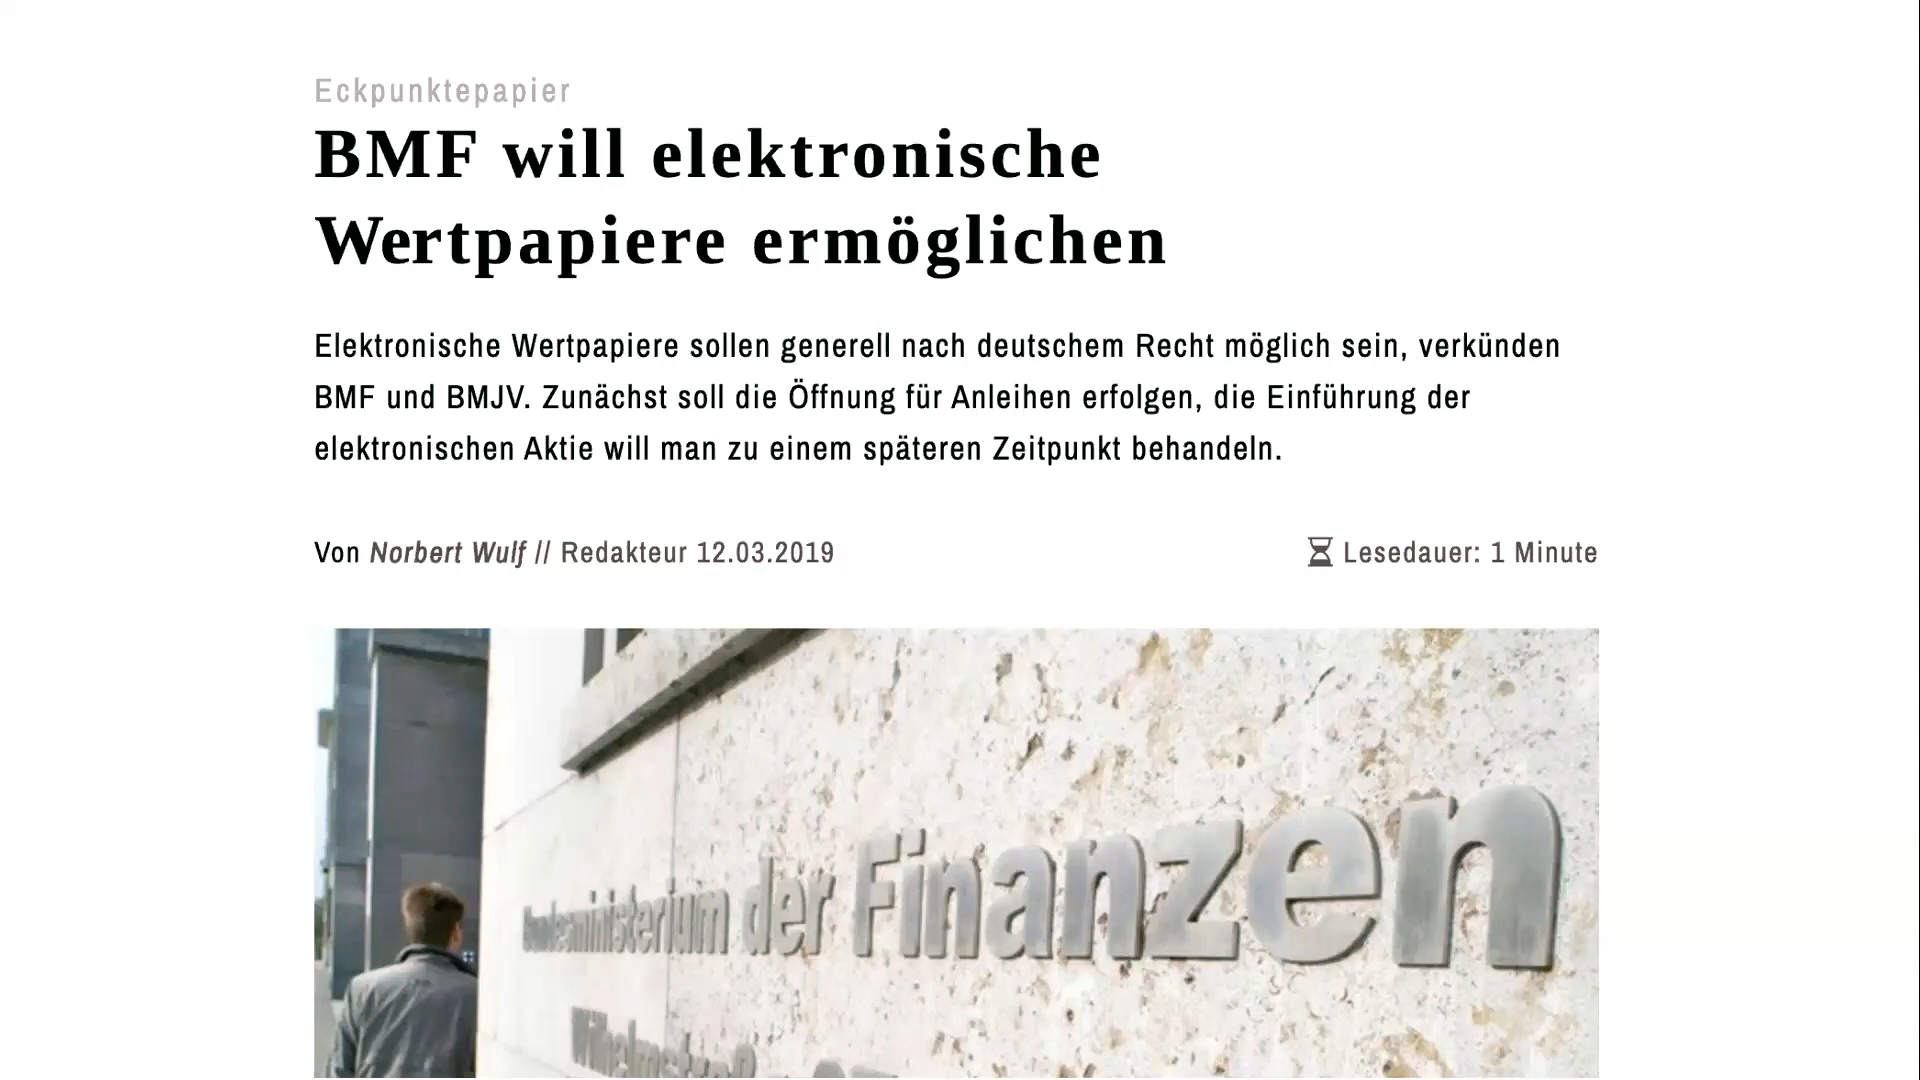 Eckpunktepapier
BMF will elektronische
Wertpapiere ermöglichen
Elektronische Wertpapiere sollen generell nach deutschem Recht möglich sein, verkünden
BMF und BMJV. Zunächst soll die Öffnung für Anleihen erfolgen, die Einführung der
elektronischen Aktie will man zu einem späteren Zeitpunkt behandeln.
Von Norbert Wulf // Redakteur 12.03.2019
Lesedauer: 1 Minute
Bundesministerium der Finanzen